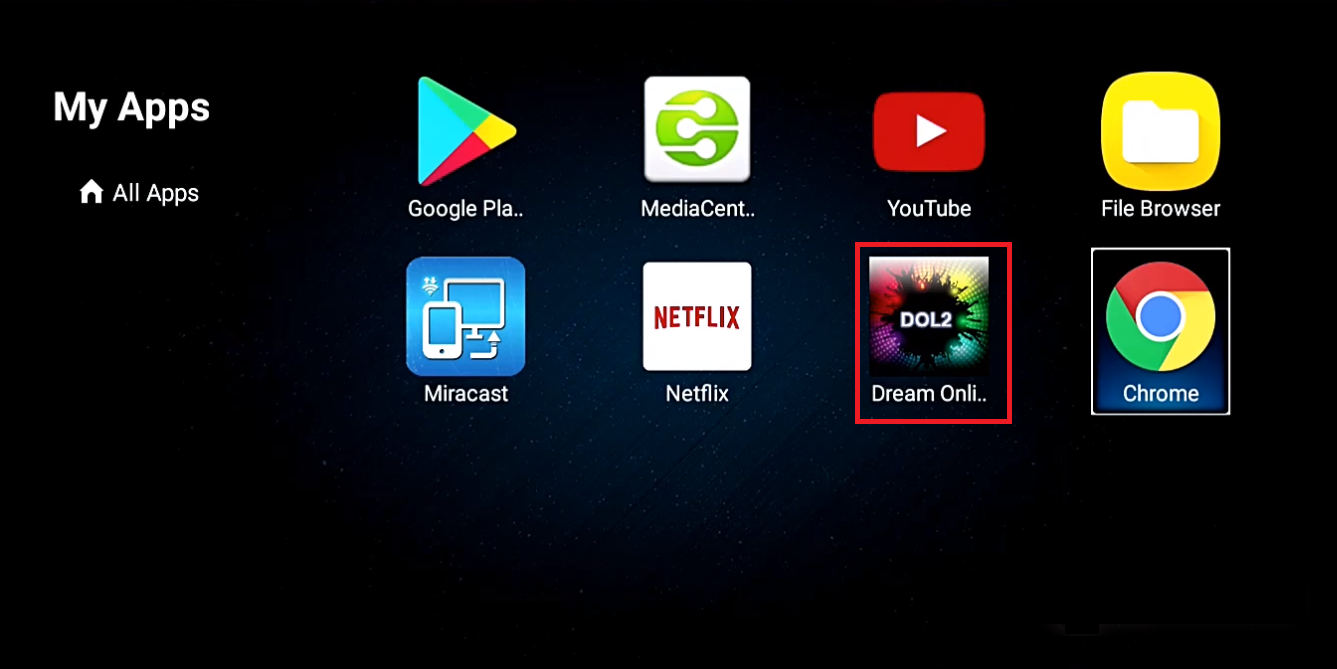 My Apps
All Apps
Google Pla..
MediaCent..
YouTube
File Browser
NETFLIX
DOL2
Miracast
Netflix
Dream Onli..
Chrome